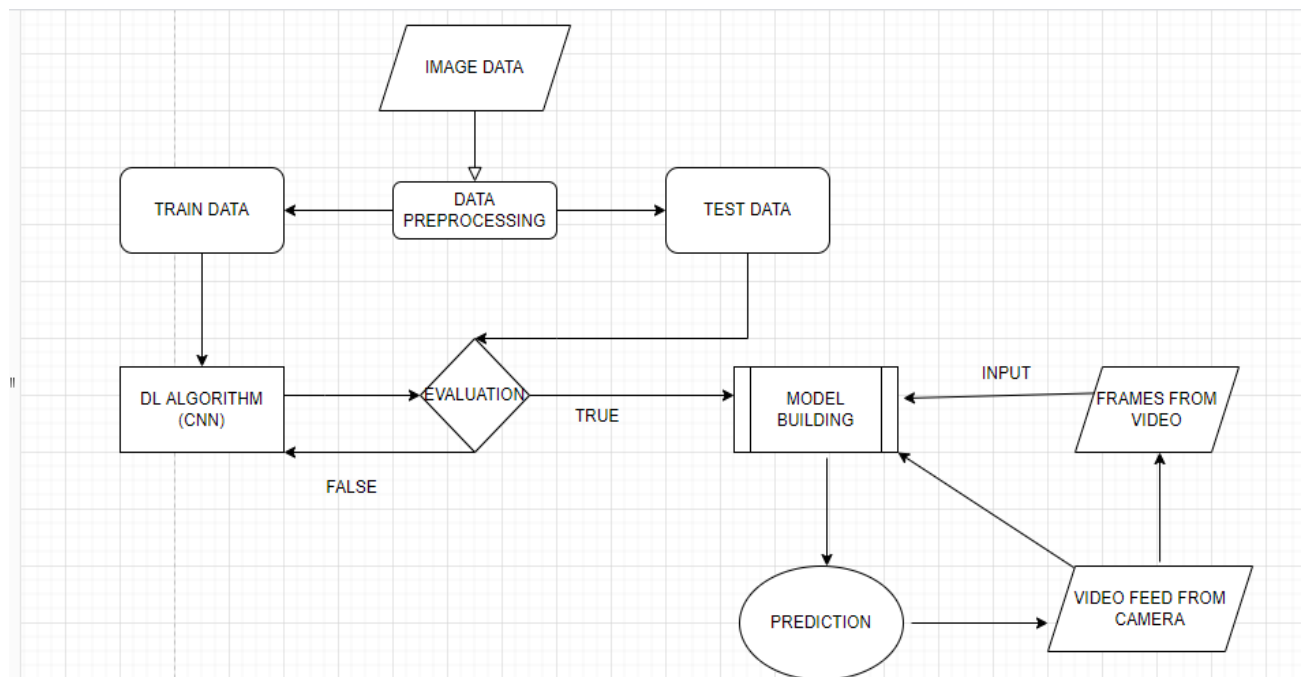 IMAGE DATA
TRAIN DATA
DATA
PREPROCESSING
TEST DATA
DL ALGORITHM
(CNN)
EVALUATION
TRUE
FALSE
MODEL
BUILDING
INPUT
FRAMES FROM
VIDEO
PREDICTION
VIDEO FEED FROM
CAMERA